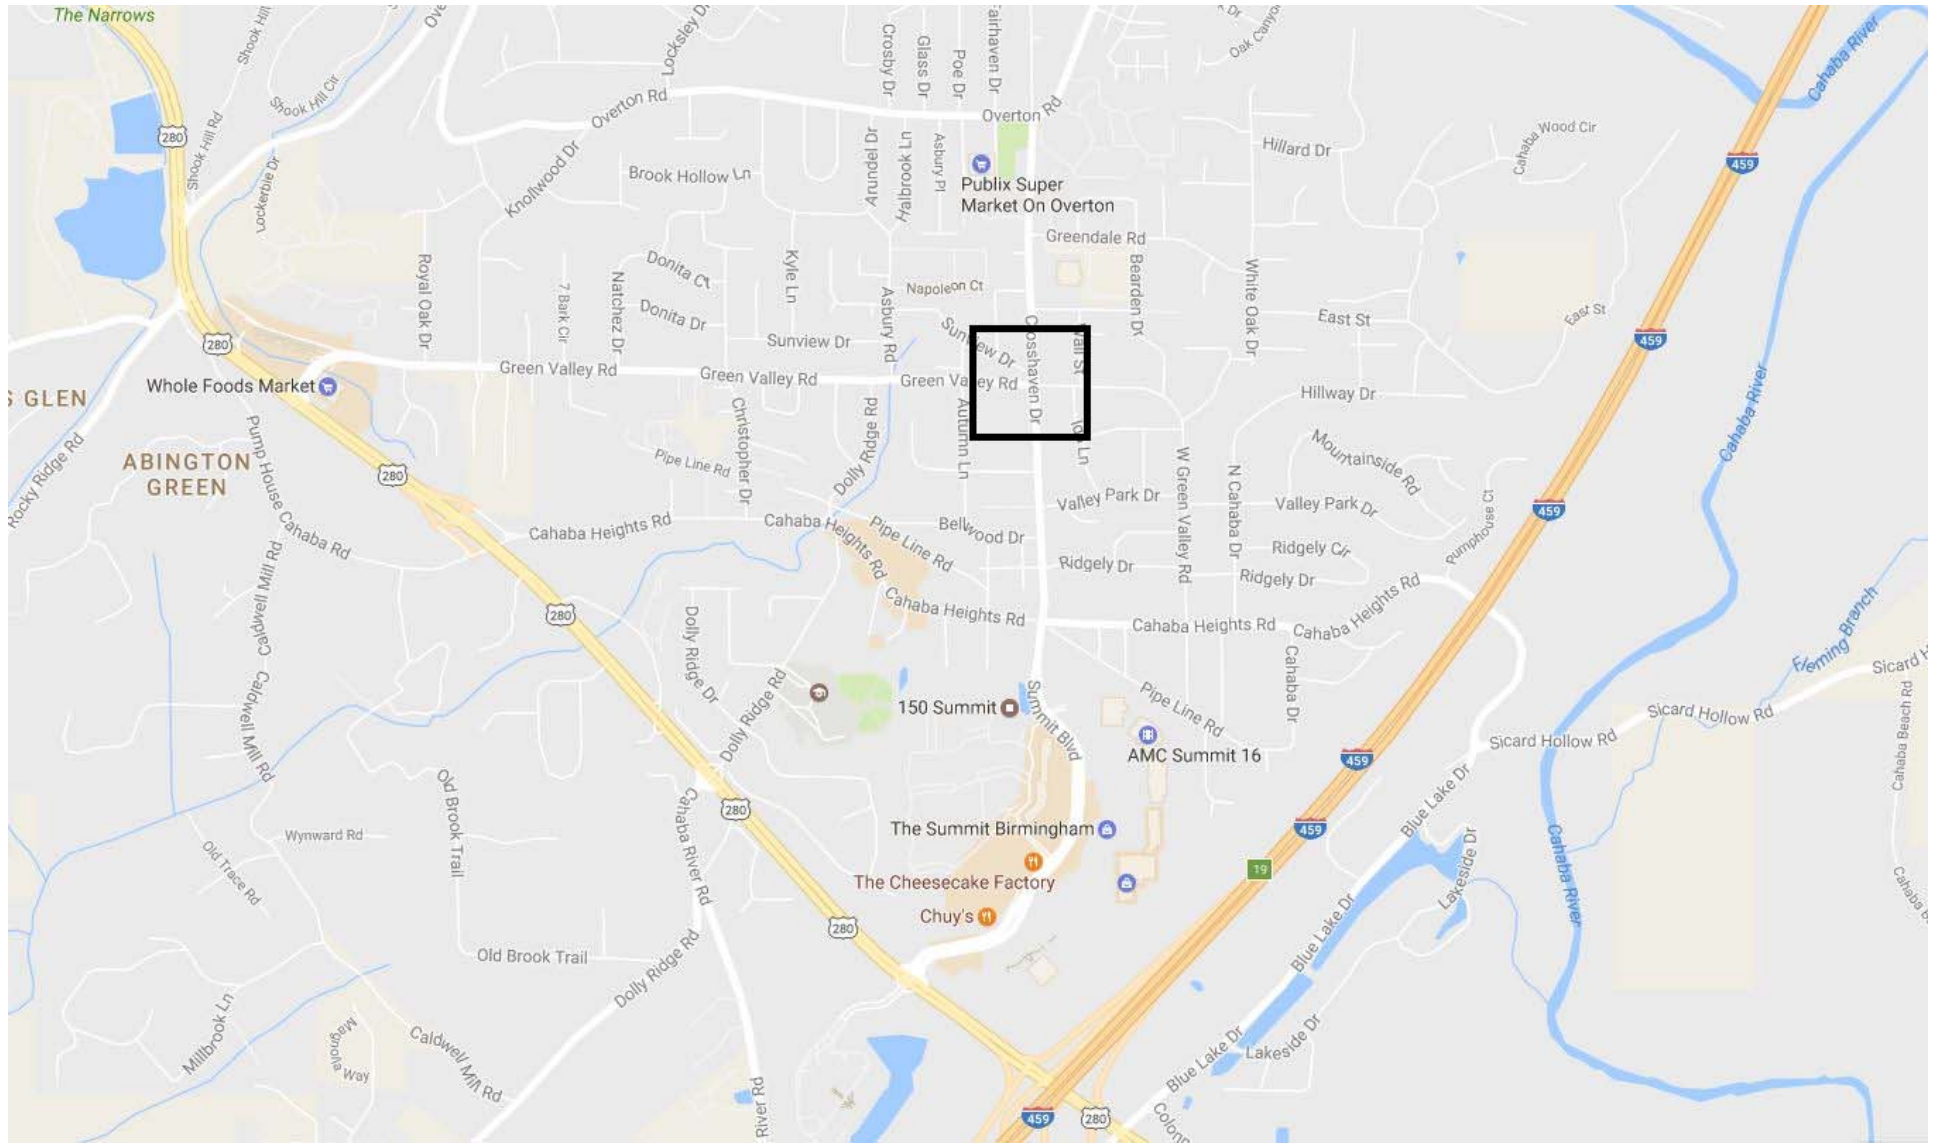 The Narrows
Shook Hill Cir
Locksley Dr
Crosby Dr
Glass Dr
Poe Dr
Oak Canyo
Cahaba River
280
Shook Hill Rd
Overton Rd
Overton Rd
459
Lockerbie Dr
Knollwood Dr
Brook Hollow Ln
Arundel Dr
Halbrook Ln
Asbury Pl
Publix Super
Market On Overton
Hillard Dr
Cahaba Wood Cir
Greendale Rd
Royal Oak Dr
7 Bark Cir
Natchez Dr
Donita Ct
Donita Dr
Kyle Ln
Napoleon Ct
Asbury Rd
Bearden Dr
White Oak Dr
East St
East St
459
280
Sunview Dr
Sunview Dr
Crosshaven Dr
Wall St
Green Valley Rd
Green Valley Rd
Green Valley Rd
Whole Foods Market
Hillway Dr
Cahaba River
S GLEN
Rocky Ridge Rd
ABINGTON
GREEN
Pump House Cahaba Rd
280
Christopher Dr
Pipe Line Rd
Dolly Ridge Rd
Autumn Ln
Mountainside Rd
W Green Valley Rd
N Cahaba Dr
Valley Park Dr
Valley Park Dr
Pumphouse Ct
459
Cahaba Heights Rd
Cahaba Heights Rd
Pipe Line Rd
Bellwood Dr
Ridgely Dr
Ridgely Cir
Ridgely Dr
Caldwell Mill Rd
280
Cahaba Heights Rd
Cahaba Heights Rd
Cahaba Heights Rd
Fleming Branch
Dolly Ridge Dr
Caldwell Mill Rd
Dolly Ridge Rd
150 Summit
Summit Blvd
Pipe Line Rd
Cahaba Dr
AMC Summit 16
Sicard Hollow Rd
Sicard Hollow Rd
Sicard H
Cahaba Beach Rd
459
Old Brook Trail
Cahaba River Rd
280
Wynward Rd
Old Trace Rd
The Summit Birmingham
459
Blue Lake Dr
Lakeside Dr
Cahaba River
19
The Cheesecake Factory
Chuy's
280
Blue Lake Dr
Old Brook Trail
Dolly Ridge Rd
Millbrook Ln
Magnolia Way
Caldwell Mill Rd
River Rd
Blue Lake Dr
Lakeside Dr
459
280
Colonn